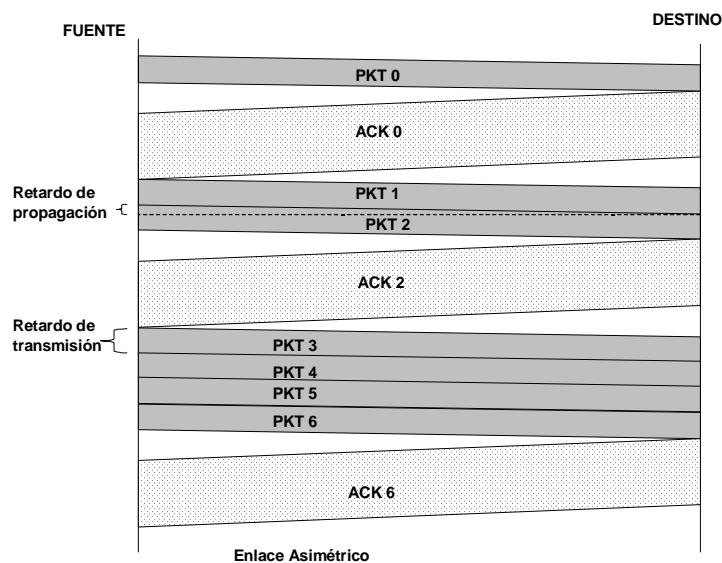 FUENTE
DESTINO
PKT 0
ACK 0
PKT 1
Retardo de
propagación
PKT 2
ACK 2
Retardo de
transmisión
PKT 3
PKT 4
PKT 5
PKT 6
ACK 6
Enlace Asimétrico